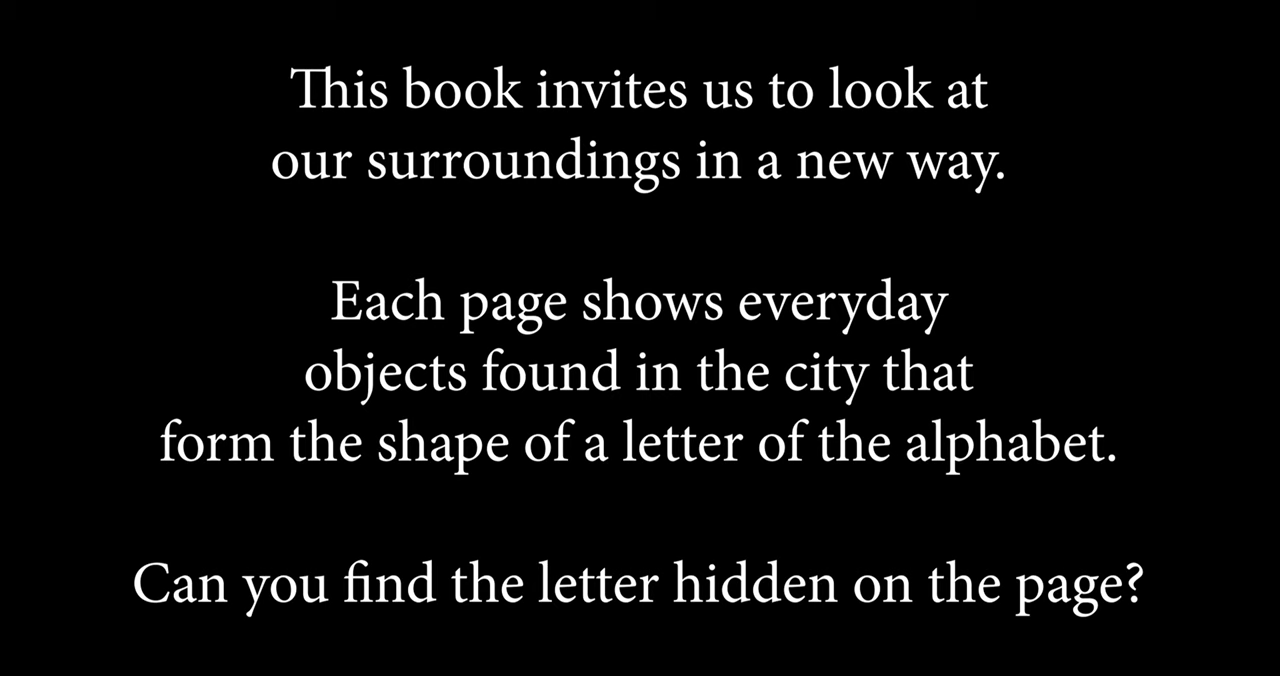 This book invites us to look at
our surroundings in a new way.
Each page shows everyday
objects found in the city that
form the shape of a letter of the alphabet.
Can you find the letter hidden on the page?